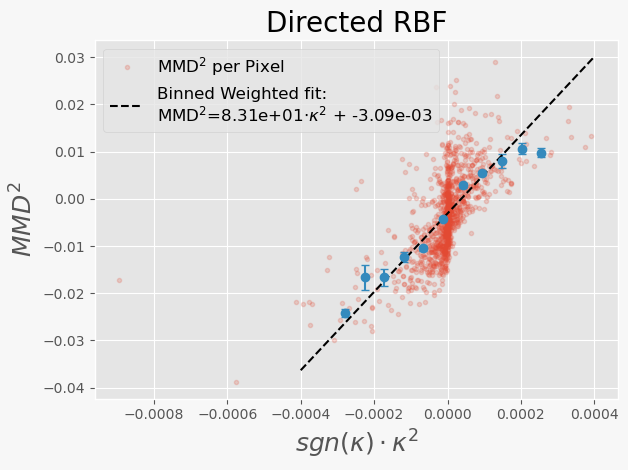 Directed RBF
MMD² per Pixel
Binned Weighted fit:
MMD²=8.31e+01·κ² + -3.09e-03
0.03
0.02
0.01
0.00
−0.01
−0.02
−0.03
−0.04
MMD²
−0.0008 −0.0006 −0.0004 −0.0002 0.0000 0.0002 0.0004
sgn(κ) · κ²